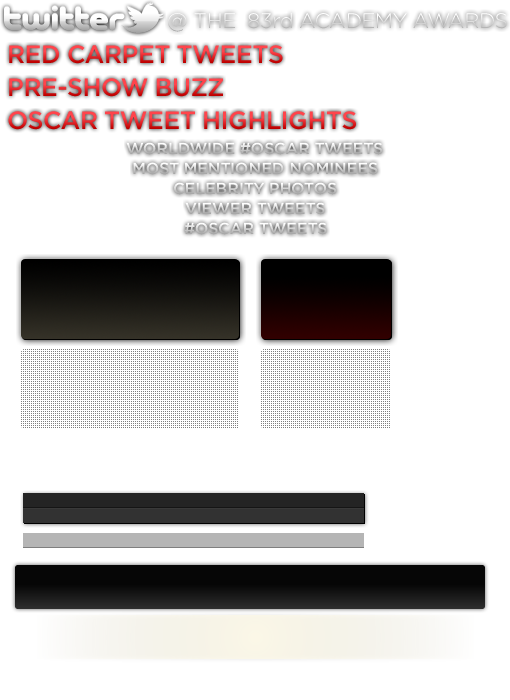 twitter @ THE 83rd ACADEMY AWARDS
RED CARPET TWEETS
PRE-SHOW BUZZ
OSCAR TWEET HIGHLIGHTS
WORLDWIDE #OSCAR TWEETS
MOST MENTIONED NOMINEES
CELEBRITY PHOTOS
VIEWER TWEETS
#OSCAR TWEETS